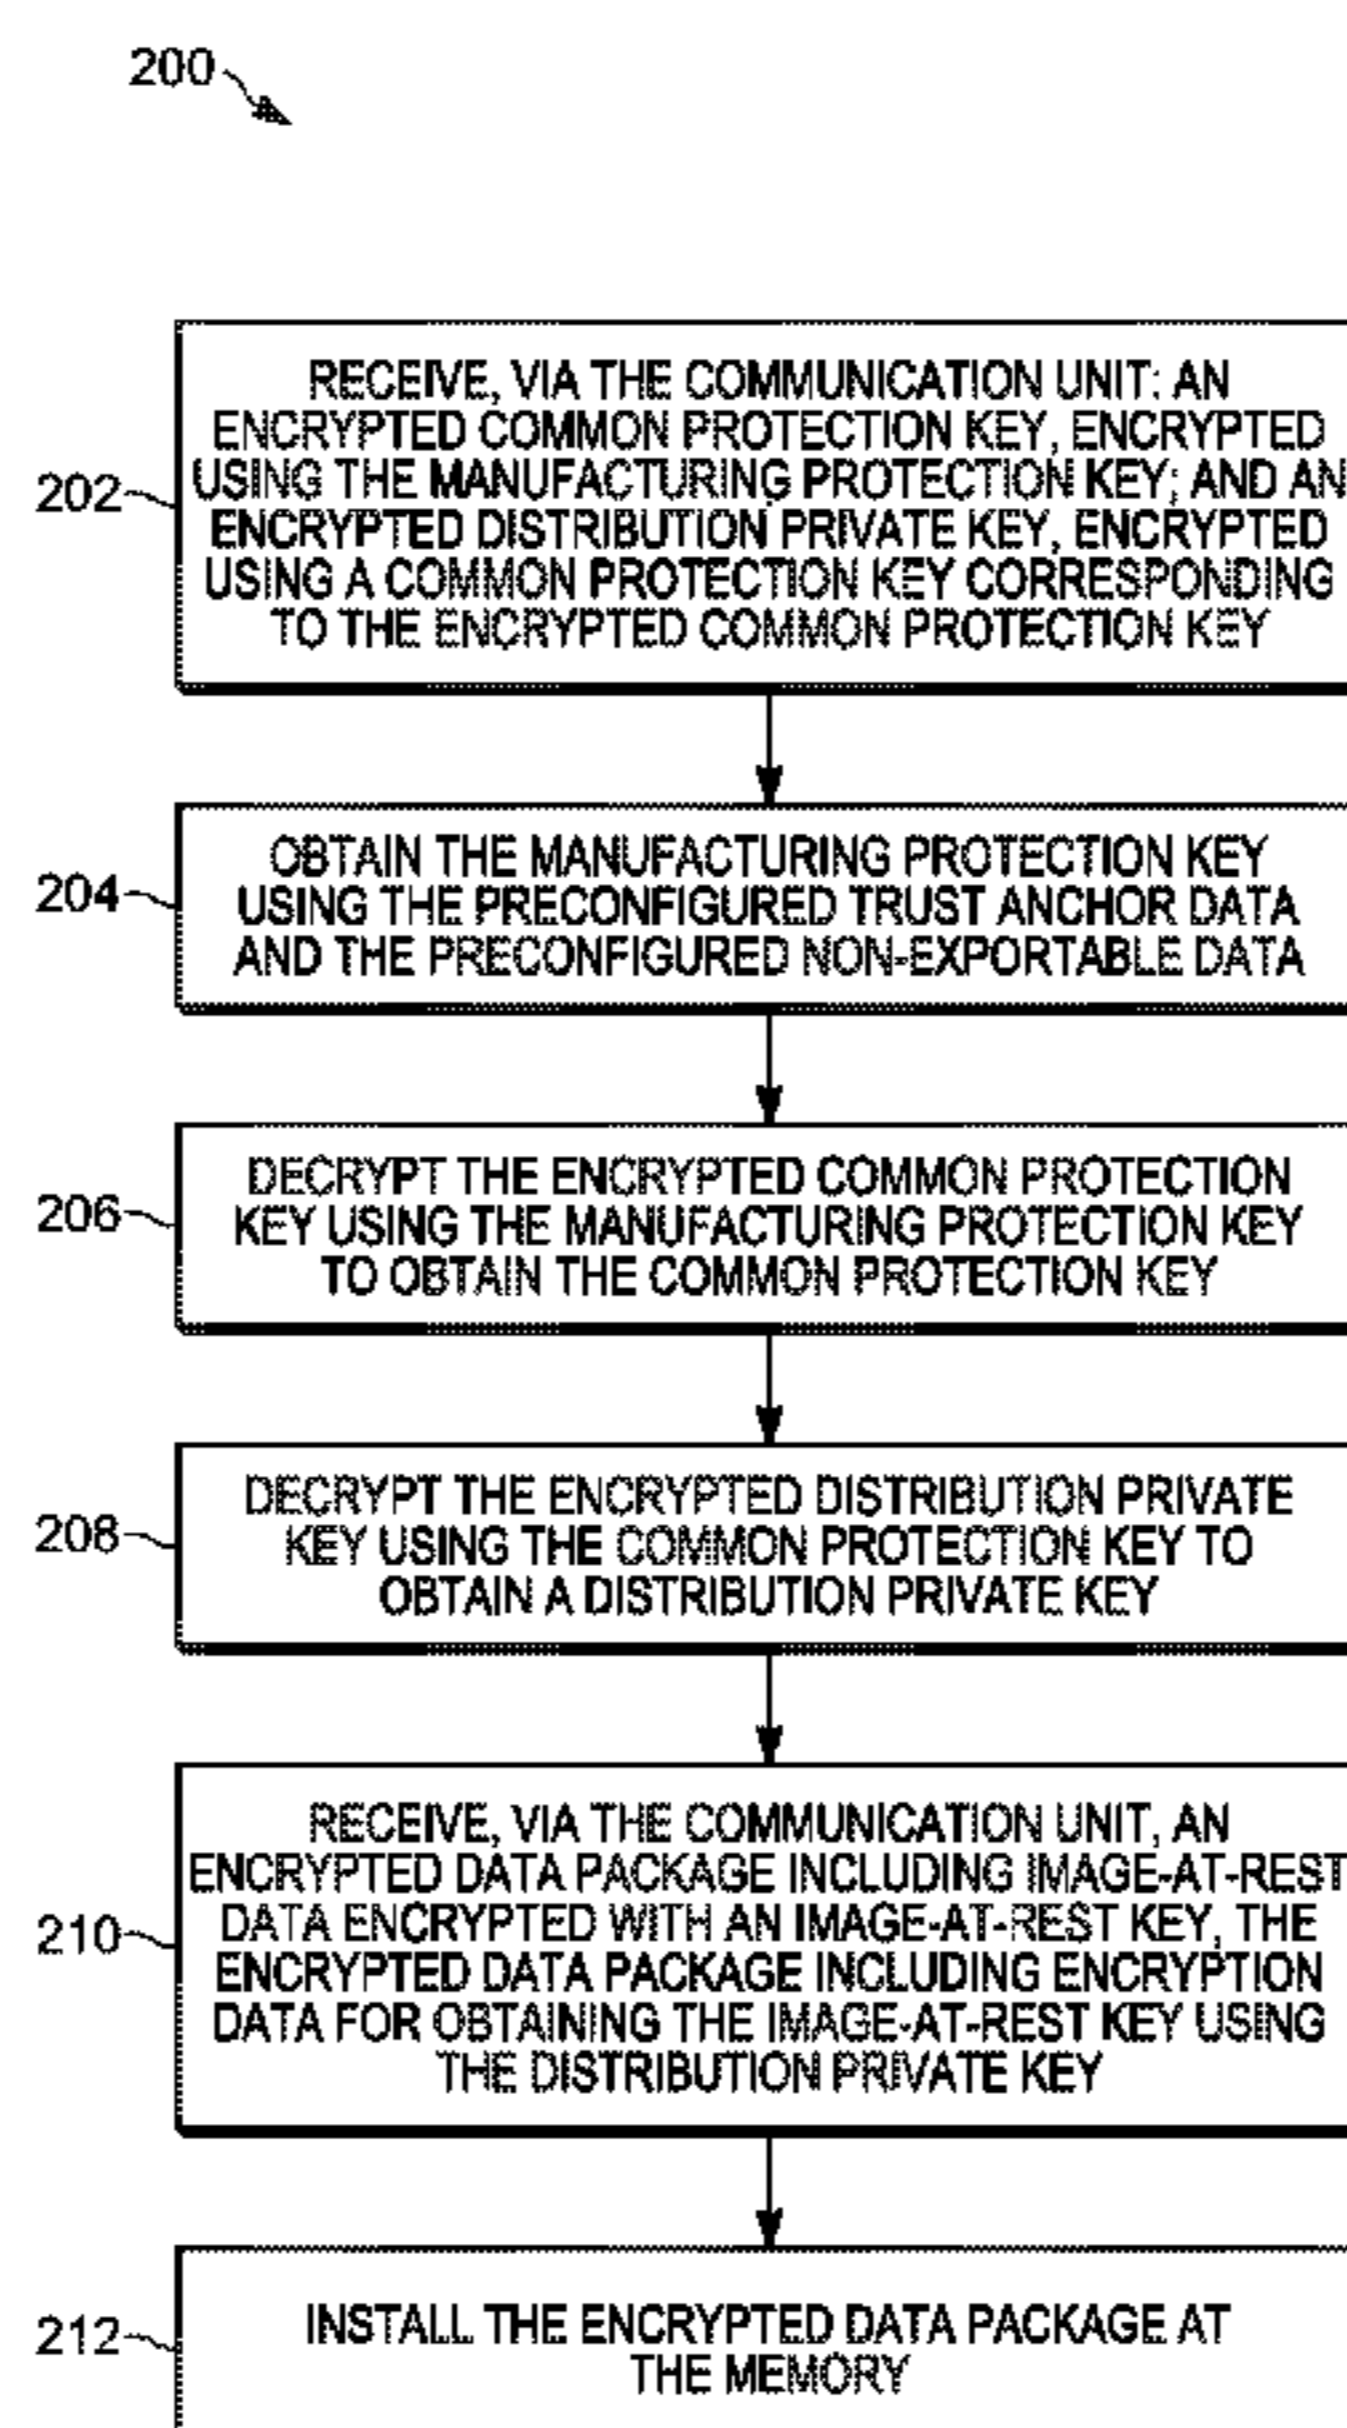 200
RECEIVE, VIA THE COMMUNICATION UNIT: AN
ENCRYPTED COMMON PROTECTION KEY, ENCRYPTED
USING THE MANUFACTURING PROTECTION KEY; AND AN
ENCRYPTED DISTRIBUTION PRIVATE KEY, ENCRYPTED
USING A COMMON PROTECTION KEY CORRESPONDING
TO THE ENCRYPTED COMMON PROTECTION KEY
202
OBTAIN THE MANUFACTURING PROTECTION KEY
USING THE PRECONFIGURED TRUST ANCHOR DATA
AND THE PRECONFIGURED NON-EXPORTABLE DATA
204
DECRYPT THE ENCRYPTED COMMON PROTECTION
KEY USING THE MANUFACTURING PROTECTION KEY
TO OBTAIN THE COMMON PROTECTION KEY
206
DECRYPT THE ENCRYPTED DISTRIBUTION PRIVATE
KEY USING THE COMMON PROTECTION KEY TO
OBTAIN A DISTRIBUTION PRIVATE KEY
208
RECEIVE, VIA THE COMMUNICATION UNIT, AN
ENCRYPTED DATA PACKAGE INCLUDING IMAGE-AT-REST
DATA ENCRYPTED WITH AN IMAGE-AT-REST KEY, THE
ENCRYPTED DATA PACKAGE INCLUDING ENCRYPTION
DATA FOR OBTAINING THE IMAGE-AT-REST KEY USING
THE DISTRIBUTION PRIVATE KEY
210
INSTALL THE ENCRYPTED DATA PACKAGE AT
THE MEMORY
212